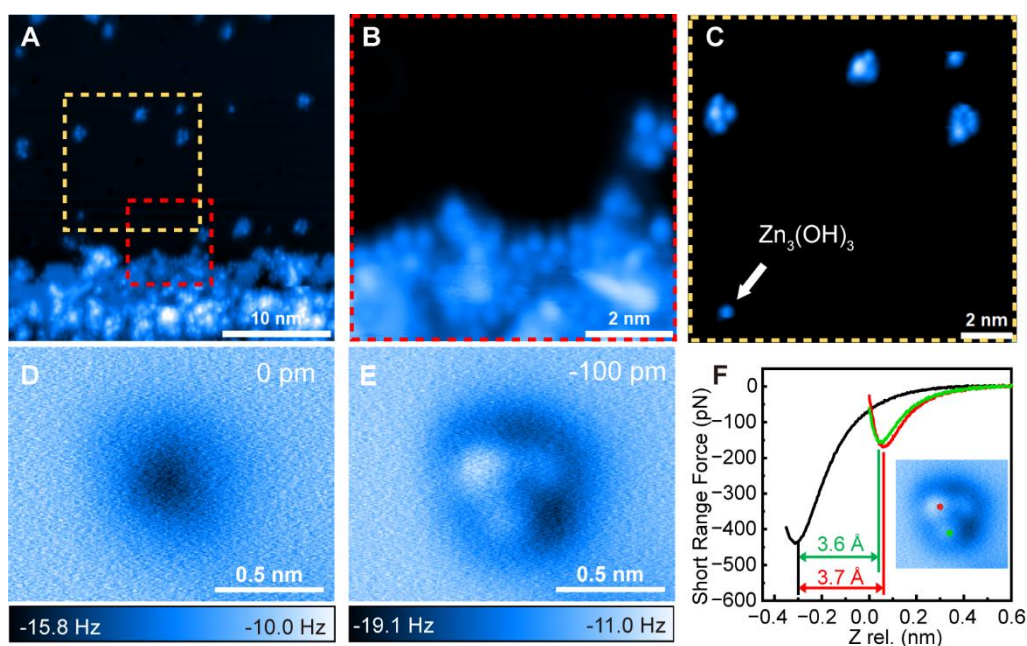 A
10 nm
B
2 nm
C
Zn₃(OH)₃
2 nm
D
0 pm
0.5 nm
-15.8 Hz
-10.0 Hz
E
-100 pm
0.5 nm
-19.1 Hz
-11.0 Hz
F
Short Range Force (pN)
0
−100
−200
−300
−400
−500
−600
3.6 Å
3.7 Å
−0.4 −0.2 0.0 0.2 0.4 0.6
Z rel. (nm)